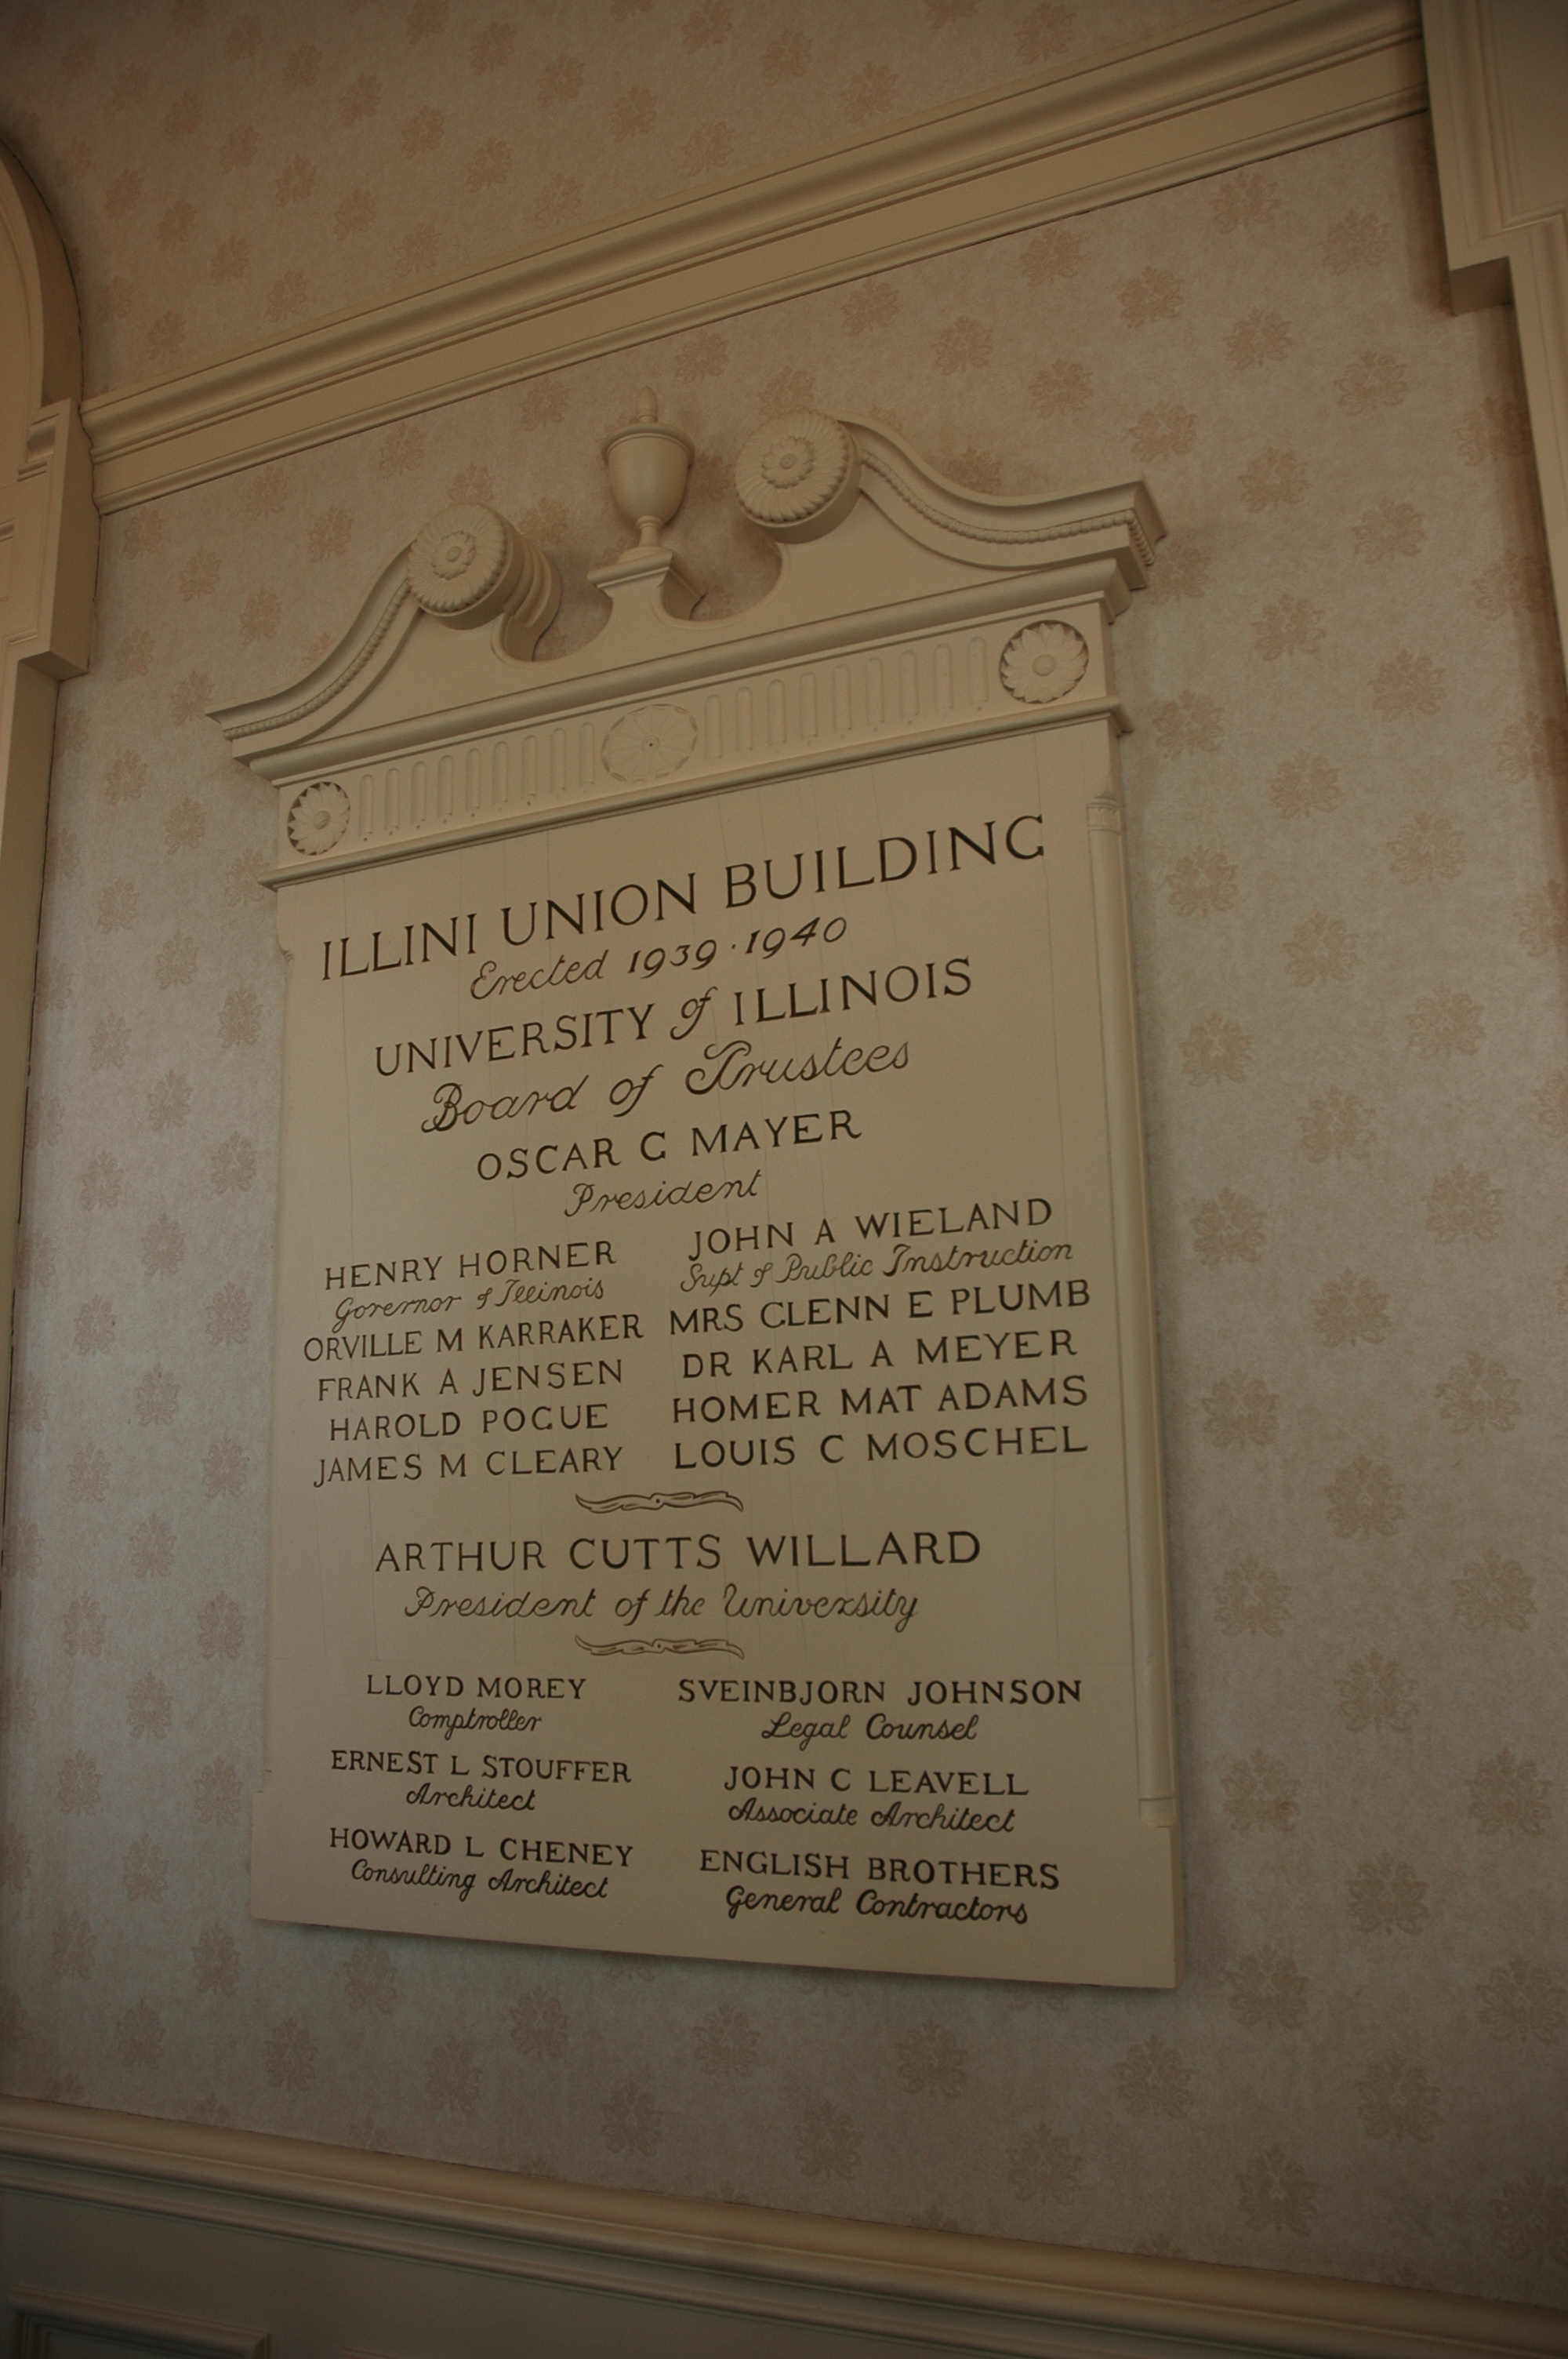 ILLINI UNION BUILDING
Erected 1939 · 1940
UNIVERSITY of ILLINOIS
Board of Trustees
OSCAR G MAYER
President
HENRY HORNER
Governor of Illinois
ORVILLE M KARRAKER
FRANK A JENSEN
HAROLD POGUE
JAMES M CLEARY
JOHN A WIELAND
Supt of Public Instruction
MRS GLENN E PLUMB
DR KARL A MEYER
HOMER MAT ADAMS
LOUIS C MOSCHEL
ARTHUR CUTTS WILLARD
President of the University
LLOYD MOREY
Comptroller
SVEINBJORN JOHNSON
Legal Counsel
ERNEST L STOUFFER
Architect
JOHN C LEAVELL
Associate Architect
HOWARD L CHENEY
Consulting Architect
ENGLISH BROTHERS
General Contractors